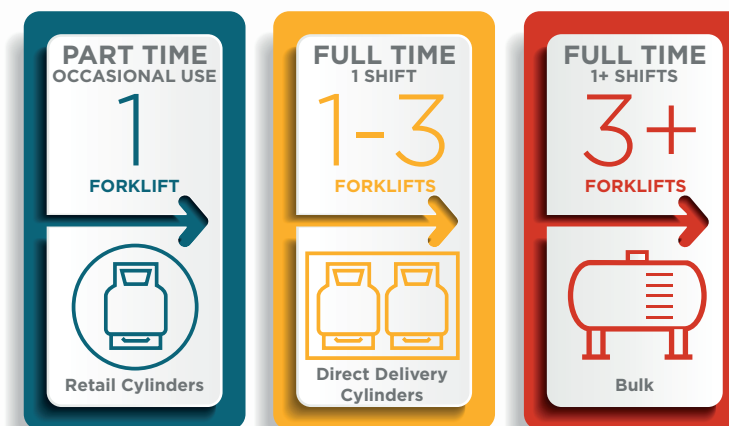 PART TIME
OCCASIONAL USE
1
FORKLIFT
Retail Cylinders
FULL TIME
1 SHIFT
1-3
FORKLIFTS
Direct Delivery
Cylinders
FULL TIME
1+ SHIFTS
3+
FORKLIFTS
Bulk